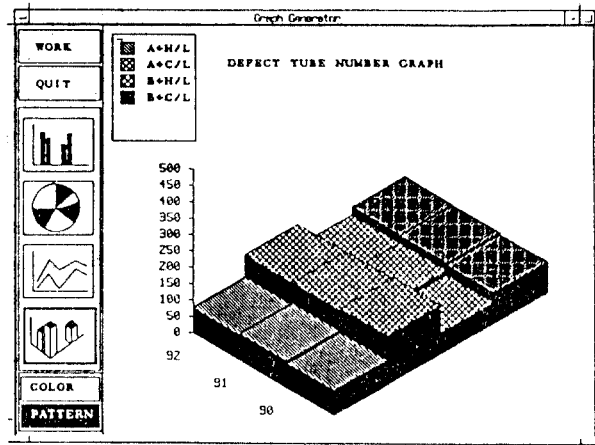 Graph Generator
WORK
QUIT
A+H/L
A+C/L
B+H/L
B+C/L
DEFECT TUBE NUMBER GRAPH
500
450
400
350
300
250
200
150
100
50
0
92
91
90
COLOR
PATTERN